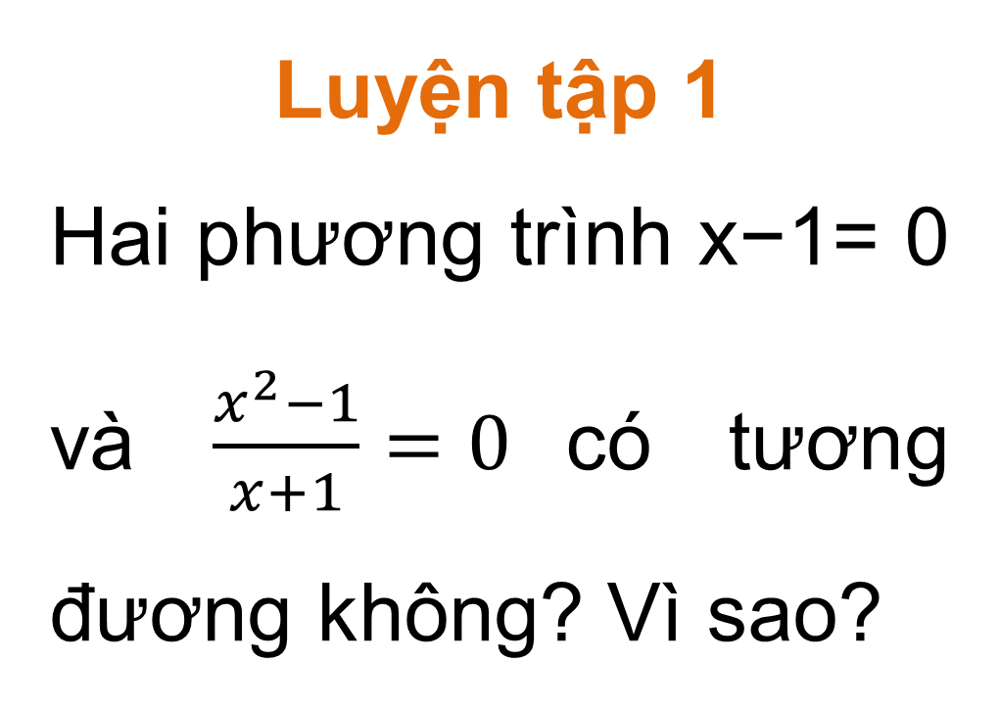 Luyện tập 1
Hai phương trình x−1= 0
và \frac{x^2−1}{x+1} = 0 có tương
đương không? Vì sao?